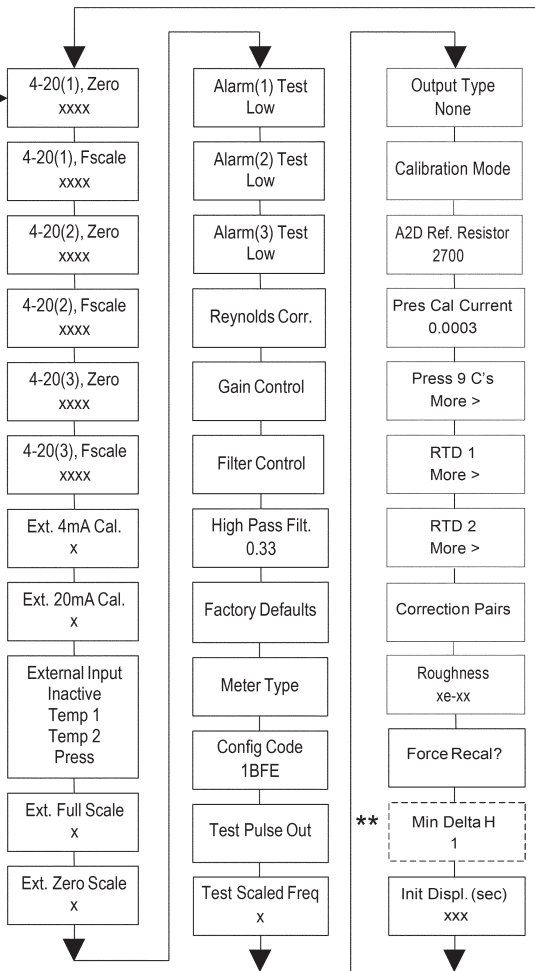 4-20(1), Zero
xxxx
4-20(1), Fscale
xxxx
4-20(2), Zero
xxxx
4-20(2), Fscale
xxxx
4-20(3), Zero
xxxx
4-20(3), Fscale
xxxx
Ext. 4mA Cal.
x
Ext. 20mA Cal.
x
External Input
Inactive
Temp 1
Temp 2
Press
Ext. Full Scale
x
Ext. Zero Scale
x
Alarm(1) Test
Low
Alarm(2) Test
Low
Alarm(3) Test
Low
Reynolds Corr.
Gain Control
Filter Control
High Pass Filt.
0.33
Factory Defaults
Meter Type
Config Code
1BFE
Test Pulse Out
Test Scaled Freq
x
Output Type
None
Calibration Mode
A2D Ref. Resistor
2700
Pres Cal Current
0.0003
Press 9 C's
More >
RTD 1
More >
RTD 2
More >
Correction Pairs
Roughness
xe-xx
Force Recal?
** Min Delta H
1
Init Displ. (sec)
xxx